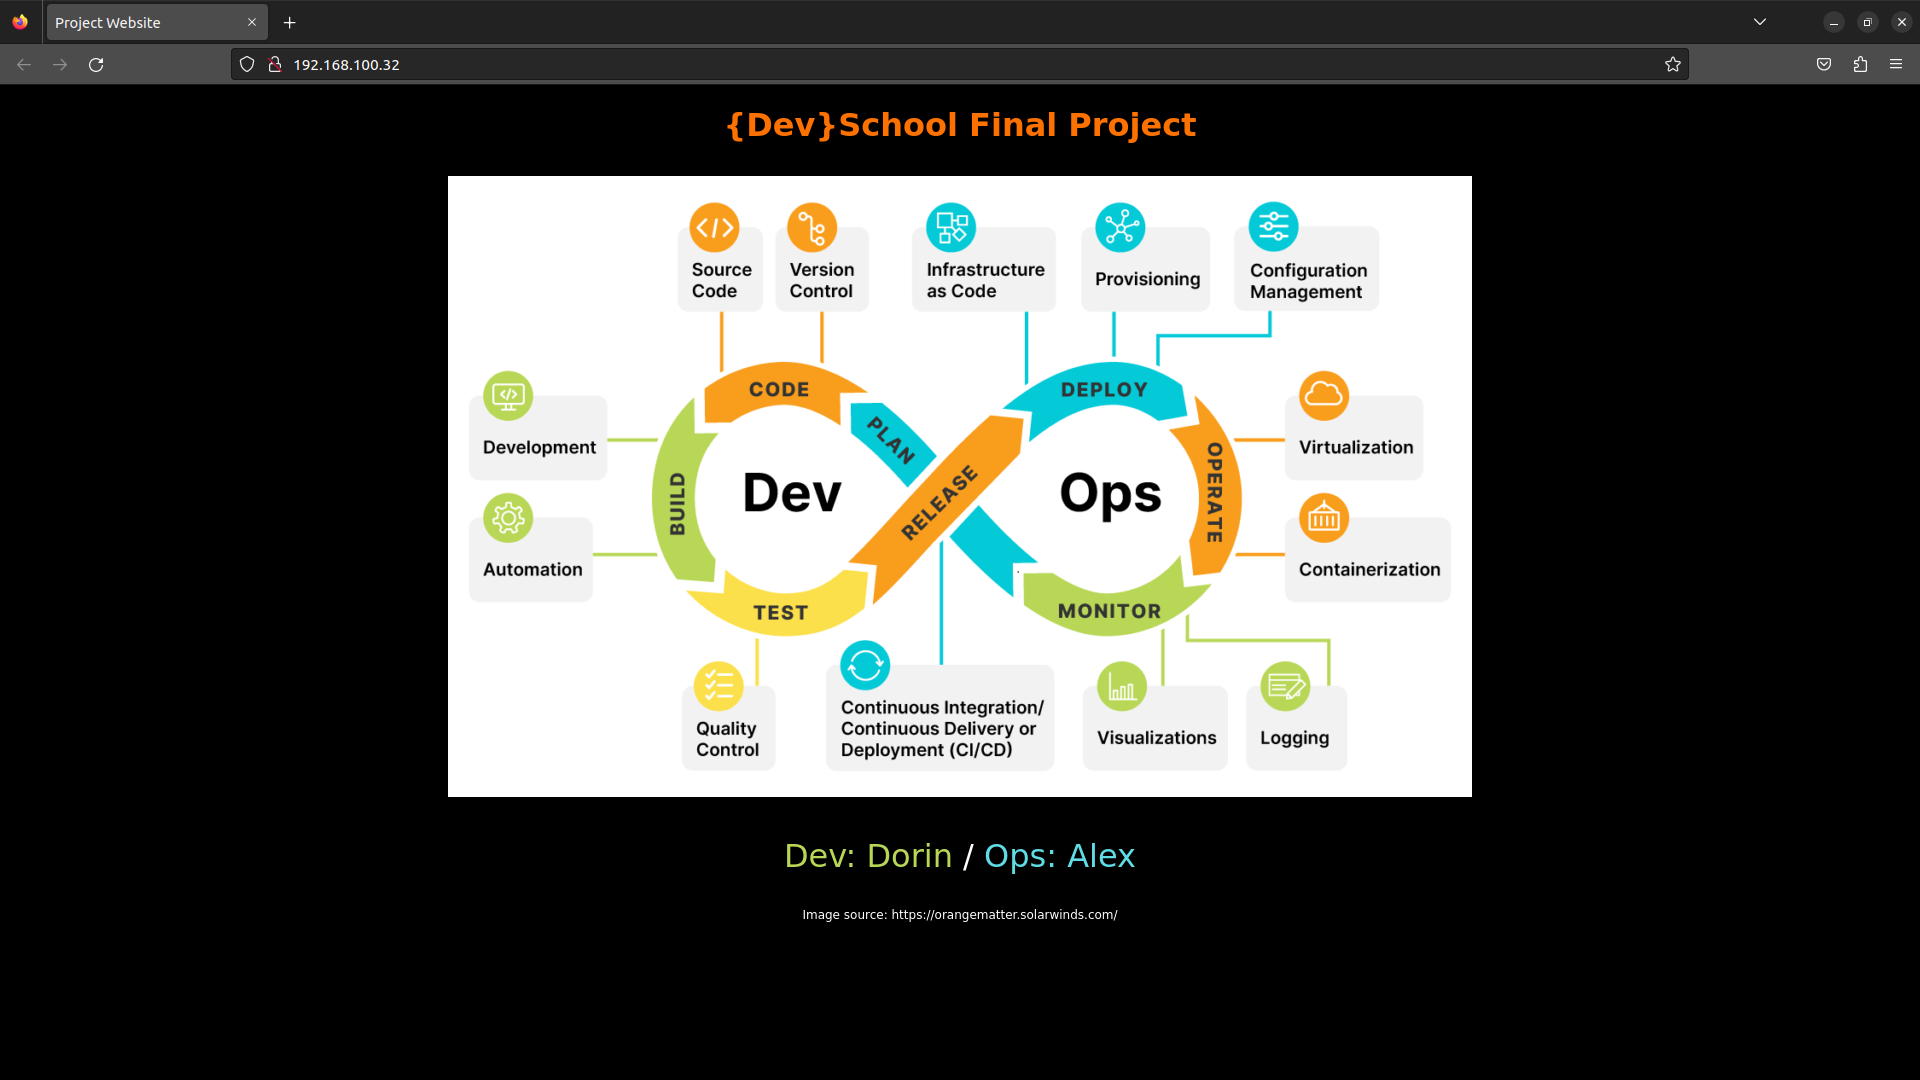 Project Website
192.168.100.32
{Dev}School Final Project
Source
Code
Version
Control
Infrastructure
as Code
Provisioning
Configuration
Management
CODE
DEPLOY
Development
PLAN
Virtualization
BUILD
Dev
RELEASE
Ops
OPERATE
Automation
Containerization
TEST
MONITOR
Quality
Control
Continuous Integration/
Continuous Delivery or
Deployment (CI/CD)
Visualizations
Logging
Dev: Dorin / Ops: Alex
Image source: https://orangematter.solarwinds.com/